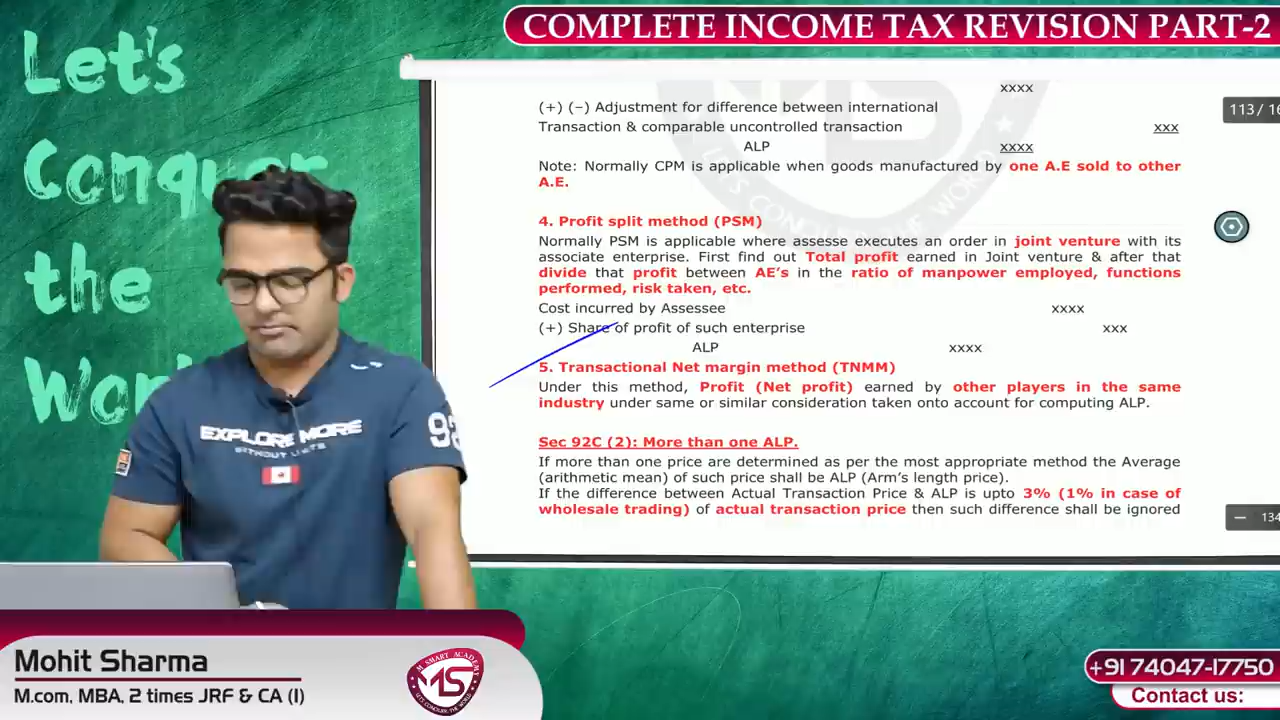 COMPLETE INCOME TAX REVISION PART-2
Let's
Conquer
the
xxxx
(+) (–) Adjustment for difference between international
Transaction & comparable uncontrolled transaction xxx
ALP xxxx
Note: Normally CPM is applicable when goods manufactured by one A.E sold to other
A.E.
4. Profit split method (PSM)
Normally PSM is applicable where assesse executes an order in joint venture with its
associate enterprise. First find out Total profit earned in Joint venture & after that
divide that profit between AE's in the ratio of manpower employed, functions
performed, risk taken, etc.
Cost incurred by Assessee xxxx
(+) Share of profit of such enterprise xxx
ALP xxxx
5. Transactional Net margin method (TNMM)
Under this method, Profit (Net profit) earned by other players in the same
industry under same or similar consideration taken onto account for computing ALP.
Sec 92C (2): More than one ALP.
If more than one price are determined as per the most appropriate method the Average
(arithmetic mean) of such price shall be ALP (Arm's length price).
If the difference between Actual Transaction Price & ALP is upto 3% (1% in case of
wholesale trading) of actual transaction price then such difference shall be ignored
113 / 16
134
EXPLORE MORE
WITHOUT LIMITS
Mohit Sharma
M.com, MBA, 2 times JRF & CA (I)
M SMART ACADEMY
MS
LET'S CONQUER THE WORLD
+91 74047-17750
Contact us: